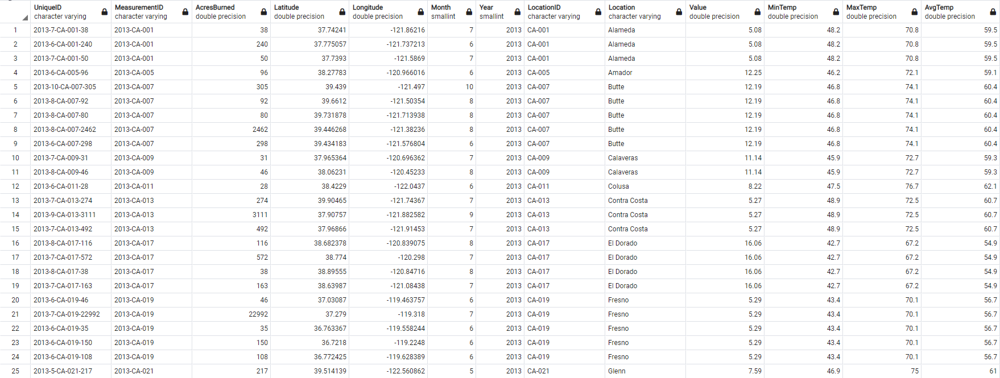 UniqueID MeasurementID AcresBurned Latitude Longitude Month Year LocationID Location Value MinTemp MaxTemp AvgTemp
character varying character varying double precision double precision double precision smallint smallint character varying character varying double precision double precision double precision double precision
1 2013-7-CA-001-38 2013-CA-001 38 37.74241 -121.86216 7 2013 CA-001 Alameda 5.08 48.2 70.8 59.5
2 2013-6-CA-001-240 2013-CA-001 240 37.775057 -121.737213 6 2013 CA-001 Alameda 5.08 48.2 70.8 59.5
3 2013-7-CA-001-50 2013-CA-001 50 37.7393 -121.5869 7 2013 CA-001 Alameda 5.08 48.2 70.8 59.5
4 2013-6-CA-005-96 2013-CA-005 96 38.27783 -120.966016 6 2013 CA-005 Amador 12.25 46.2 72.1 59.1
5 2013-10-CA-007-305 2013-CA-007 305 39.439 -121.497 10 2013 CA-007 Butte 12.19 46.8 74.1 60.4
6 2013-8-CA-007-92 2013-CA-007 92 39.6612 -121.50354 8 2013 CA-007 Butte 12.19 46.8 74.1 60.4
7 2013-8-CA-007-80 2013-CA-007 80 39.731878 -121.713938 8 2013 CA-007 Butte 12.19 46.8 74.1 60.4
8 2013-8-CA-007-2462 2013-CA-007 2462 39.446268 -121.38236 8 2013 CA-007 Butte 12.19 46.8 74.1 60.4
9 2013-6-CA-007-298 2013-CA-007 298 39.434183 -121.576804 6 2013 CA-007 Butte 12.19 46.8 74.1 60.4
10 2013-7-CA-009-31 2013-CA-009 31 37.965364 -120.696362 7 2013 CA-009 Calaveras 11.14 45.9 72.7 59.3
11 2013-8-CA-009-46 2013-CA-009 46 38.06231 -120.45233 8 2013 CA-009 Calaveras 11.14 45.9 72.7 59.3
12 2013-6-CA-011-28 2013-CA-011 28 38.4229 -122.0437 6 2013 CA-011 Colusa 8.22 47.5 76.7 62.1
13 2013-7-CA-013-274 2013-CA-013 274 39.90465 -121.74367 7 2013 CA-013 Contra Costa 5.27 48.9 72.5 60.7
14 2013-9-CA-013-3111 2013-CA-013 3111 37.90757 -121.882582 9 2013 CA-013 Contra Costa 5.27 48.9 72.5 60.7
15 2013-7-CA-013-492 2013-CA-013 492 37.96866 -121.91453 7 2013 CA-013 Contra Costa 5.27 48.9 72.5 60.7
16 2013-8-CA-017-116 2013-CA-017 116 38.682378 -120.839075 8 2013 CA-017 El Dorado 16.06 42.7 67.2 54.9
17 2013-7-CA-017-572 2013-CA-017 572 38.774 -120.298 7 2013 CA-017 El Dorado 16.06 42.7 67.2 54.9
18 2013-8-CA-017-38 2013-CA-017 38 38.89555 -120.84716 8 2013 CA-017 El Dorado 16.06 42.7 67.2 54.9
19 2013-7-CA-017-163 2013-CA-017 163 38.63987 -121.08438 7 2013 CA-017 El Dorado 16.06 42.7 67.2 54.9
20 2013-6-CA-019-46 2013-CA-019 46 37.03087 -119.463757 6 2013 CA-019 Fresno 5.29 43.4 70.1 56.7
21 2013-7-CA-019-22992 2013-CA-019 22992 37.279 -119.318 7 2013 CA-019 Fresno 5.29 43.4 70.1 56.7
22 2013-6-CA-019-35 2013-CA-019 35 36.763367 -119.558244 6 2013 CA-019 Fresno 5.29 43.4 70.1 56.7
23 2013-6-CA-019-150 2013-CA-019 150 36.7218 -119.2248 6 2013 CA-019 Fresno 5.29 43.4 70.1 56.7
24 2013-6-CA-019-108 2013-CA-019 108 36.772425 -119.628389 6 2013 CA-019 Fresno 5.29 43.4 70.1 56.7
25 2013-5-CA-021-217 2013-CA-021 217 39.514139 -122.560862 5 2013 CA-021 Glenn 7.59 46.9 75 61